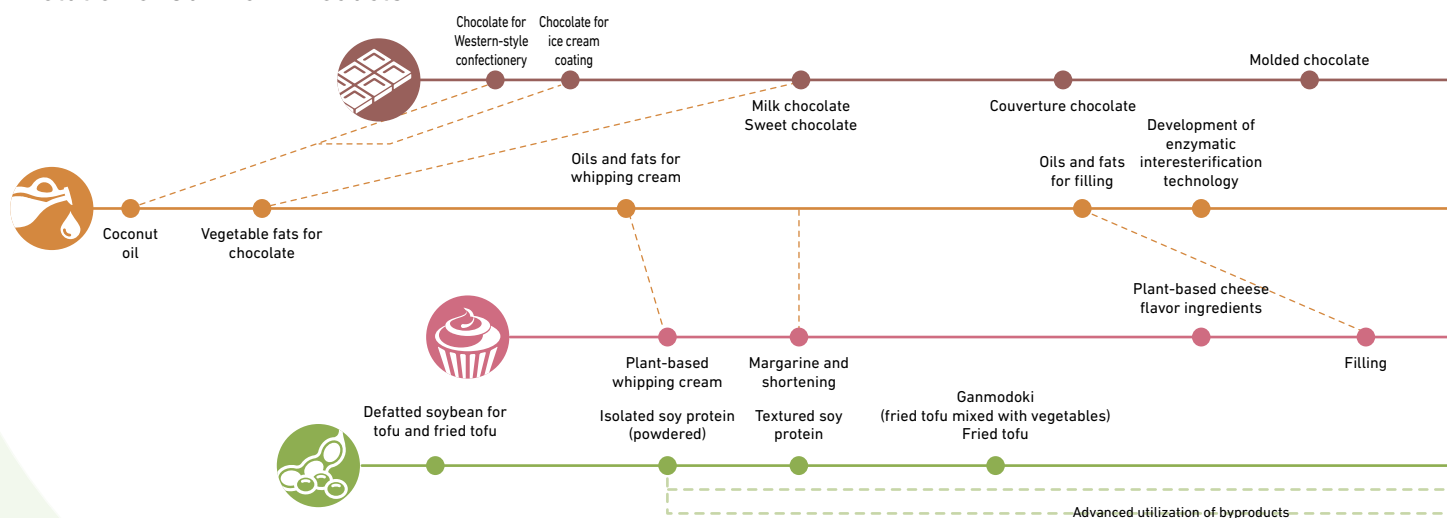 Chocolate for
Western-style
confectionery
Chocolate for
ice cream
coating
Molded chocolate
Milk chocolate
Sweet chocolate
Couverture chocolate
Development of
enzymatic
interesterification
technology
Oils and fats for
whipping cream
Oils and fats
for filling
Coconut
oil
Vegetable fats for
chocolate
Plant-based cheese
flavor ingredients
Plant-based
whipping cream
Margarine and
shortening
Filling
Defatted soybean for
tofu and fried tofu
Isolated soy protein
(powdered)
Textured soy
protein
Ganmodoki
(fried tofu mixed with vegetables)
Fried tofu
Advanced utilization of byproducts